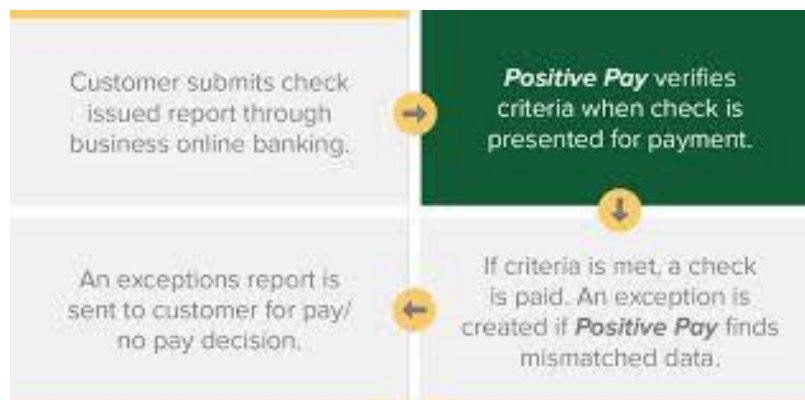 Customer submits check
issued report through
business online banking.
Positive Pay verifies
criteria when check is
presented for payment.
If criteria is met, a check
is paid. An exception is
created if Positive Pay finds
mismatched data.
An exceptions report is
sent to customer for pay/
no pay decision.